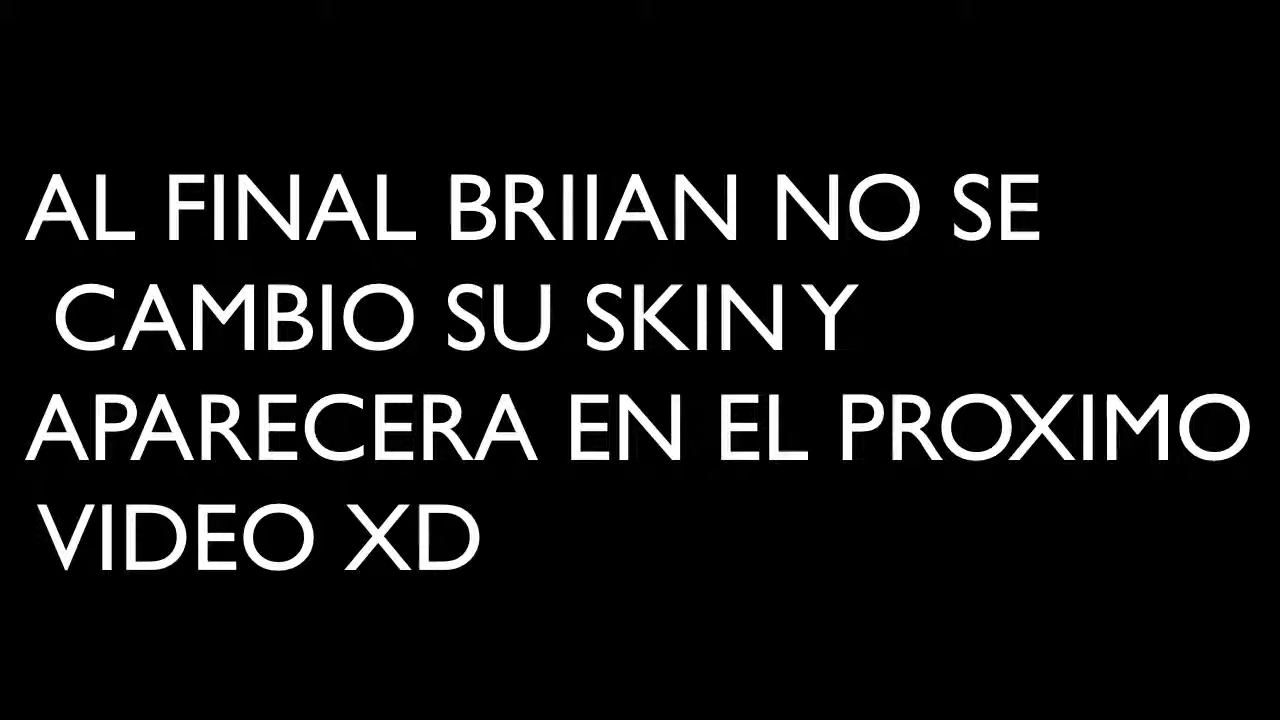 AL FINAL BRIIAN NO SE
CAMBIO SU SKIN Y
APARECERA EN EL PROXIMO
VIDEO XD